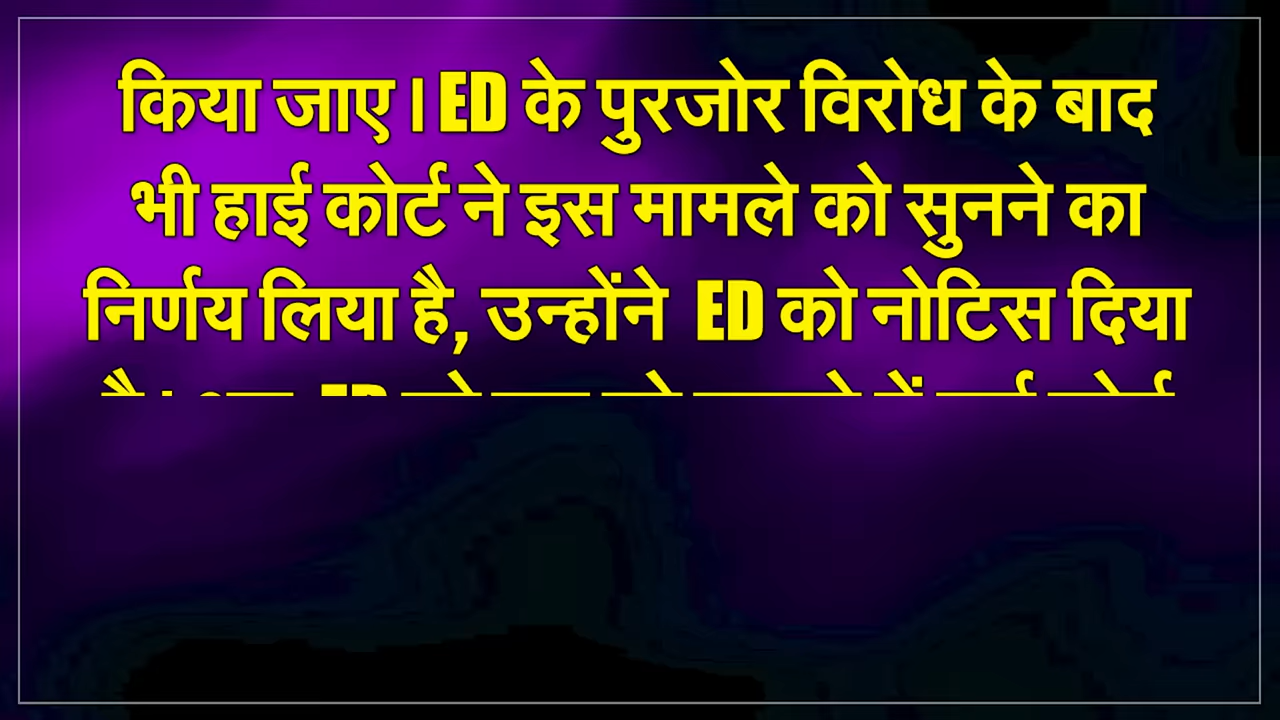 किया जाए । ED के पुरजोर विरोध के बाद
भी हाई कोर्ट ने इस मामले को सुनने का
निर्णय लिया है, उन्होंने ED को नोटिस दिया